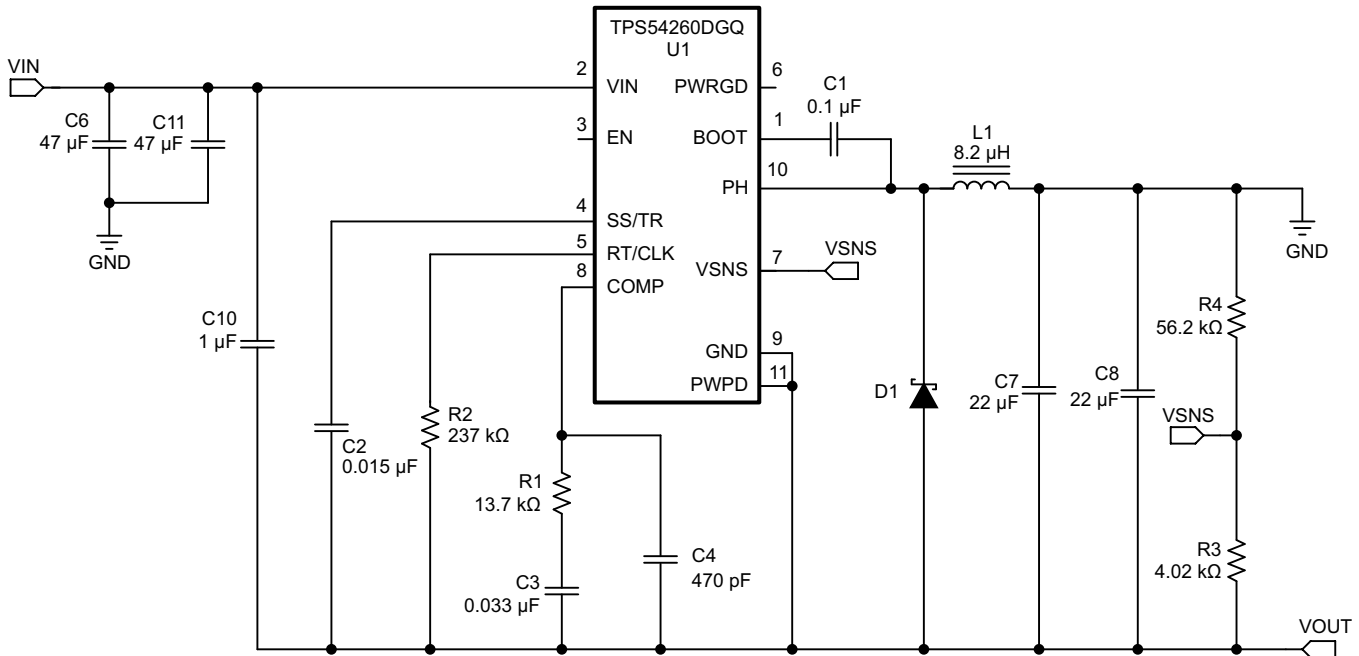 TPS54260DGQ
U1
VIN
2
VIN
PWRGD
6
C6
47 µF
C11
47 µF
3
EN
BOOT
1
C1
0.1 µF
PH
10
L1
8.2 µH
GND
4
SS/TR
5
RT/CLK
8
COMP
VSNS
7
VSNS
GND
C10
1 µF
GND
9
PWPD
11
R4
56.2 kΩ
D1
C7
22 µF
C8
22 µF
VSNS
C2
0.015 µF
R2
237 kΩ
R1
13.7 kΩ
C3
0.033 µF
C4
470 pF
R3
4.02 kΩ
VOUT